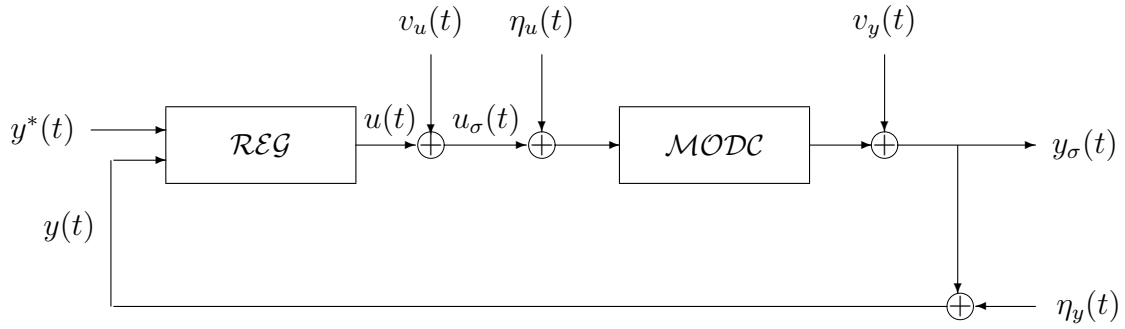 v_u(t) η_u(t) v_y(t)
y*(t) REG u(t) u_σ(t) MODC y_σ(t)
y(t)
η_y(t)